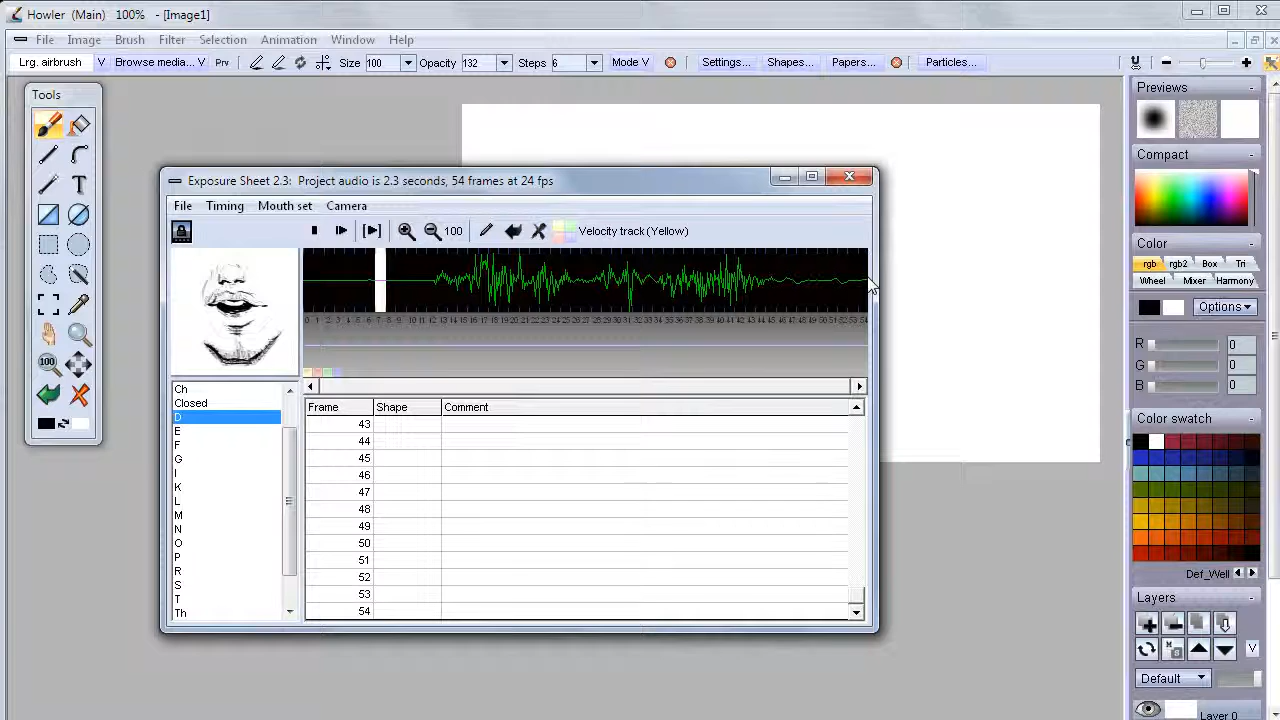 Howler (Main) 100% - [Image1]
File Image Brush Filter Selection Animation Window Help
Lrg. airbrush V Browse media... V Prv Size 100 Opacity 132 Steps 6 Mode V Settings... Shapes... Papers... Particles...
Tools
100
Exposure Sheet 2.3: Project audio is 2.3 seconds, 54 frames at 24 fps
File Timing Mouth set Camera
100 Velocity track (Yellow)
Ch
Closed
D
E
F
G
I
K
L
M
N
O
P
R
S
T
Th
Frame Shape Comment
43
44
45
46
47
48
49
50
51
52
53
54
Previews -
Compact -
Color -
rgb rgb2 Box Tri
Wheel Mixer Harmony
Options
R 0
G 0
B 0
Color swatch -
Def_Well
Layers -
V
Default
Layer 0